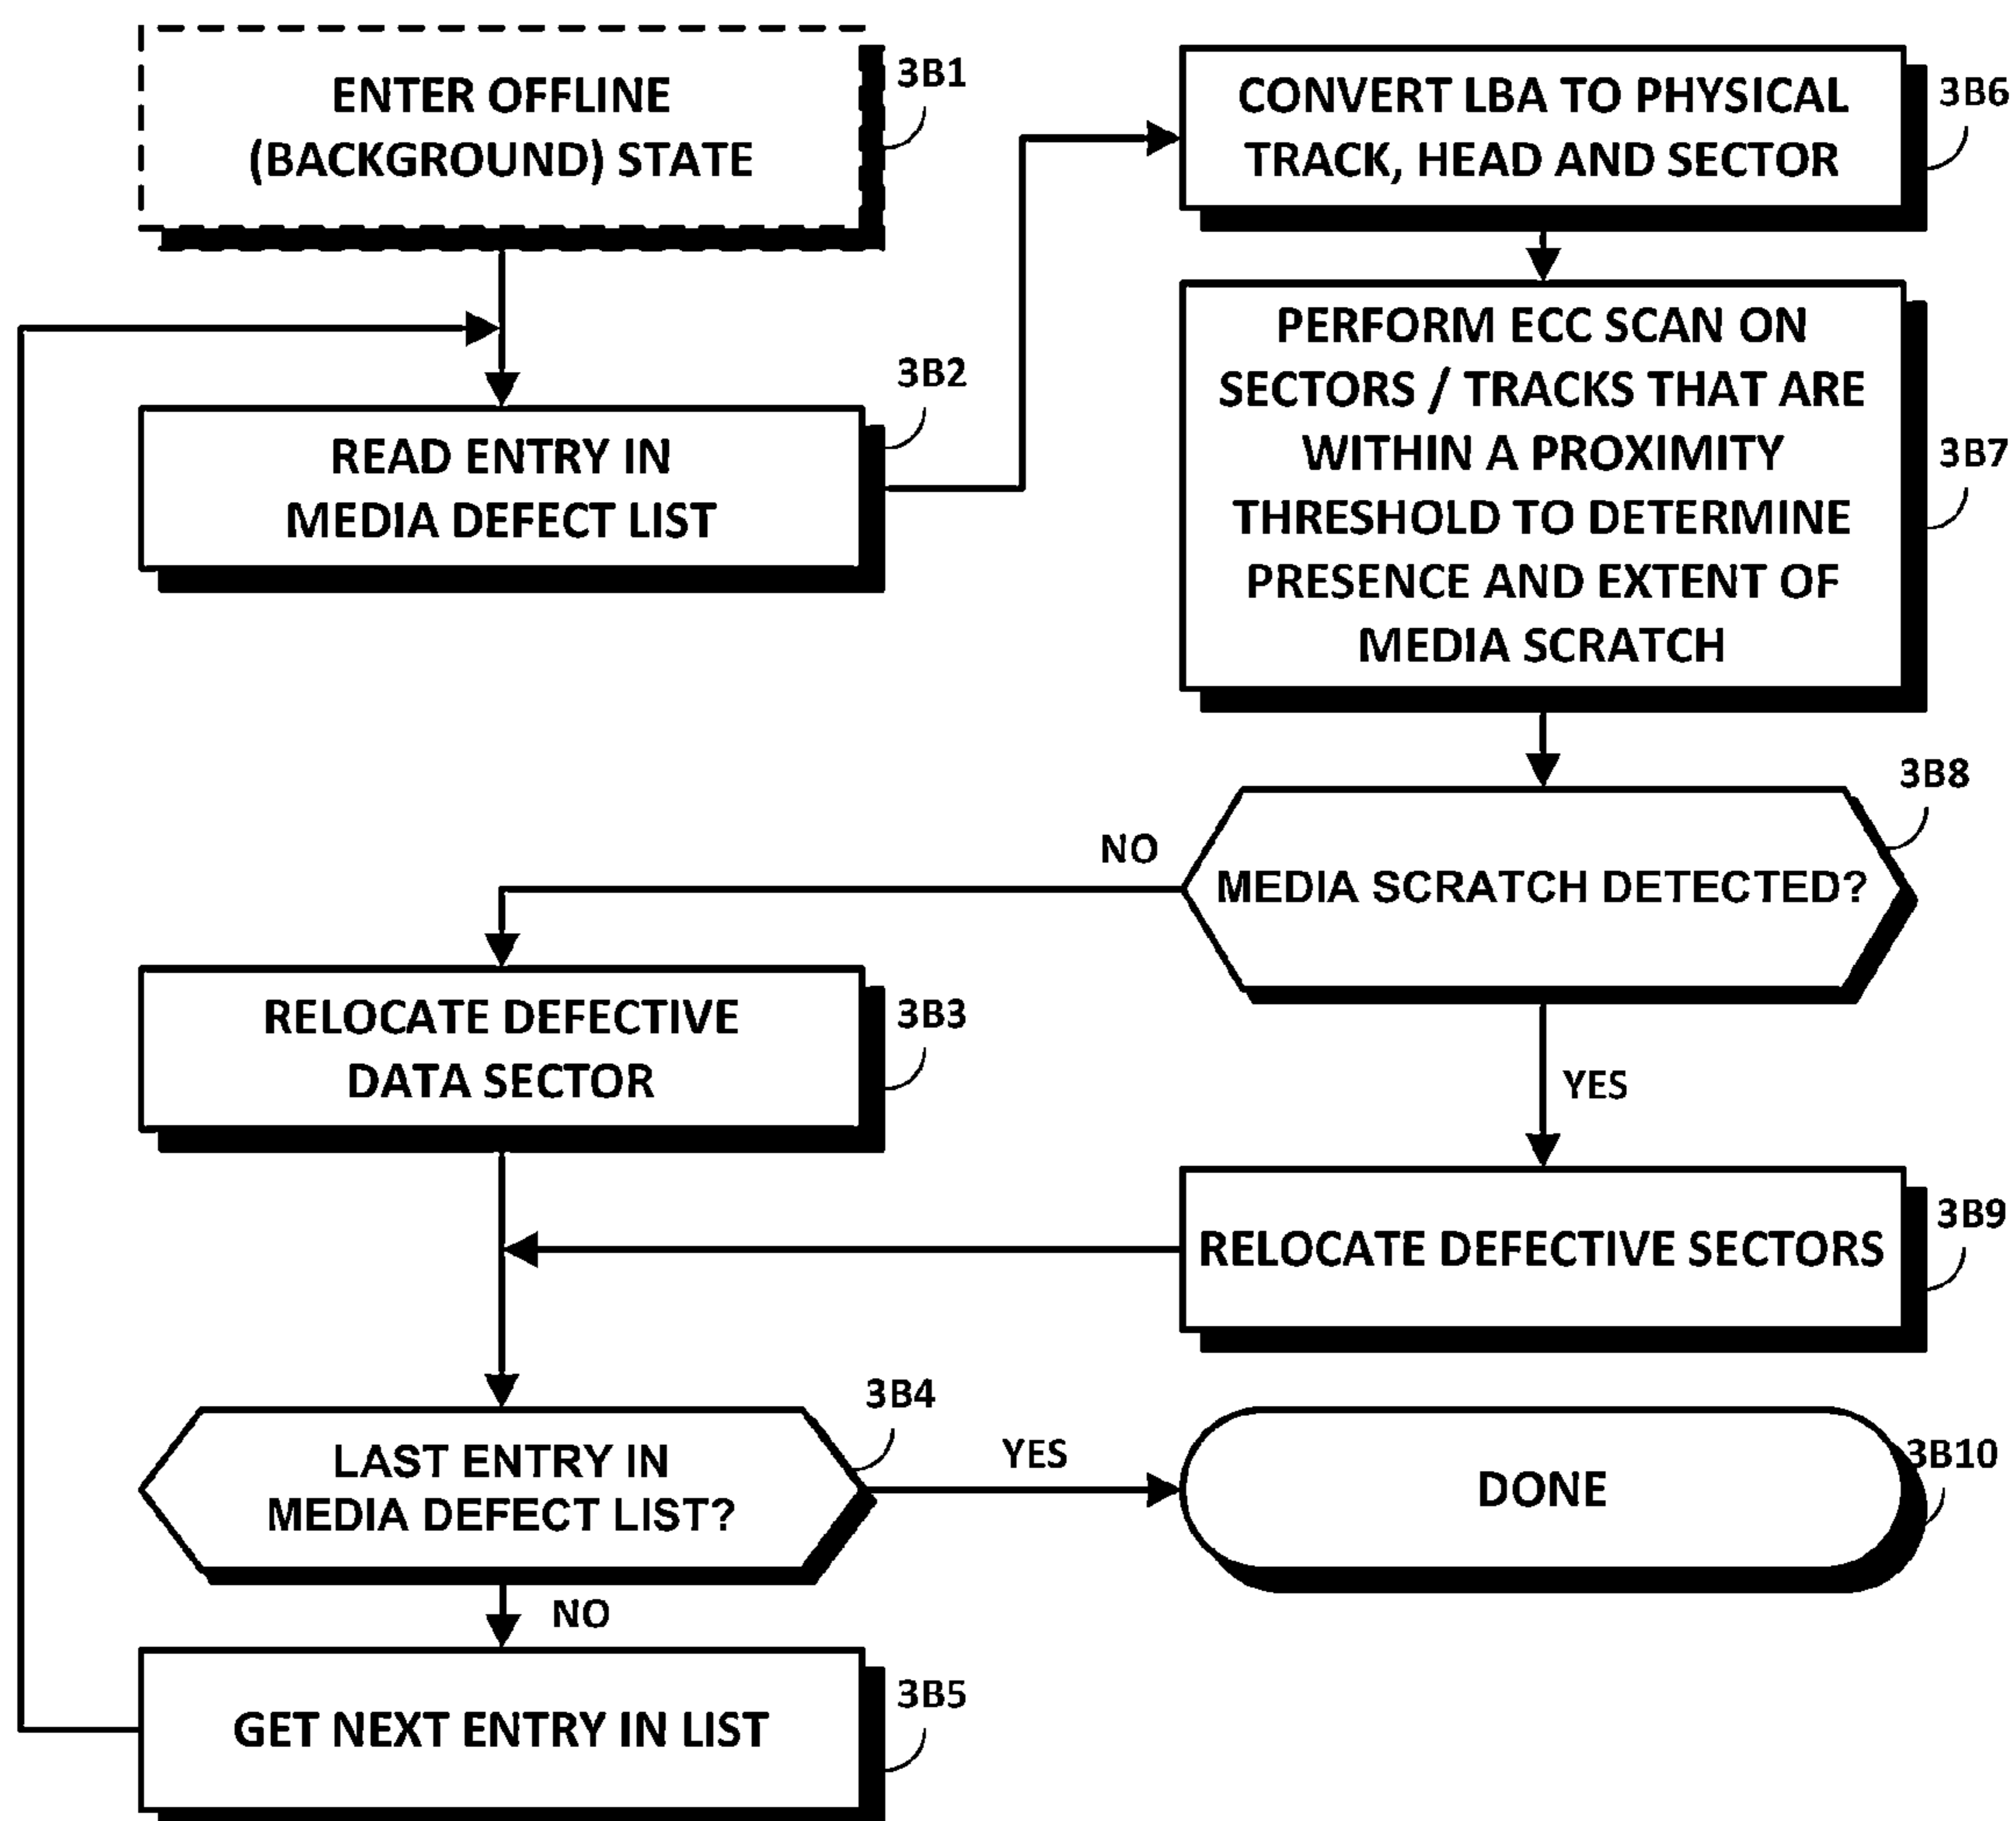 ENTER OFFLINE
(BACKGROUND) STATE
3B1
READ ENTRY IN
MEDIA DEFECT LIST
3B2
CONVERT LBA TO PHYSICAL
TRACK, HEAD AND SECTOR
3B6
PERFORM ECC SCAN ON
SECTORS / TRACKS THAT ARE
WITHIN A PROXIMITY
THRESHOLD TO DETERMINE
PRESENCE AND EXTENT OF
MEDIA SCRATCH
3B7
MEDIA SCRATCH DETECTED?
3B8
NO
YES
RELOCATE DEFECTIVE
DATA SECTOR
3B3
RELOCATE DEFECTIVE SECTORS
3B9
LAST ENTRY IN
MEDIA DEFECT LIST?
3B4
YES
DONE
3B10
NO
GET NEXT ENTRY IN LIST
3B5